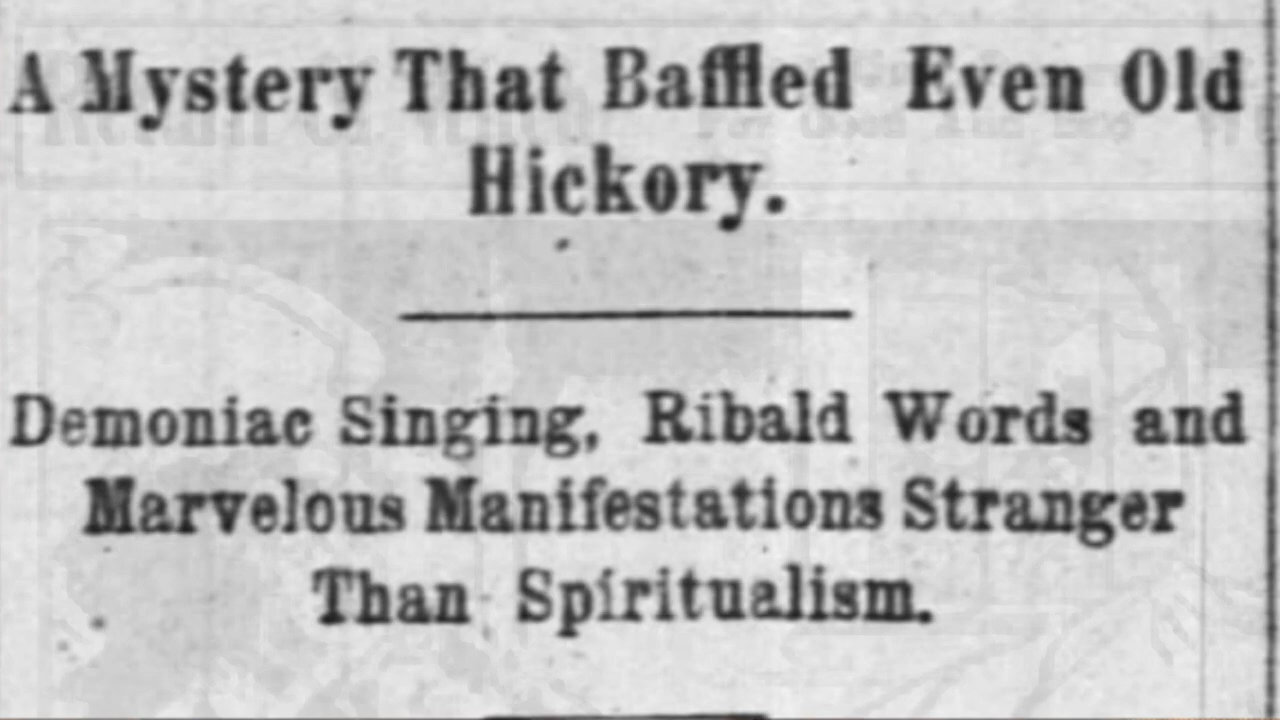 A Mystery That Baffled Even Old
Hickory.
Demoniac Singing, Ribald Words and
Marvelous Manifestations Stranger
Than Spiritualism.